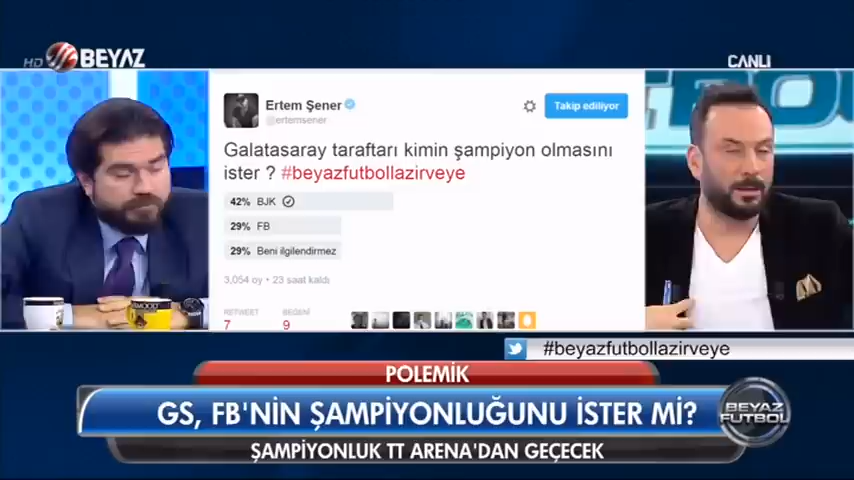 HD BEYAZ
CANLI
Ertem Şener
@ertemsener
Takip ediliyor
Galatasaray taraftarı kimin şampiyon olmasını
ister ? #beyazfutbollazirveye
42% BJK
29% FB
29% Beni ilgilendirmez
3,054 oy • 23 saat kaldı
RETWEET BEĞENİ
7 9
#beyazfutbollazirveye
POLEMİK
GS, FB'NİN ŞAMPİYONLUĞUNU İSTER Mİ?
BEYAZ
FUTBOL
ŞAMPİYONLUK TT ARENA'DAN GEÇECEK